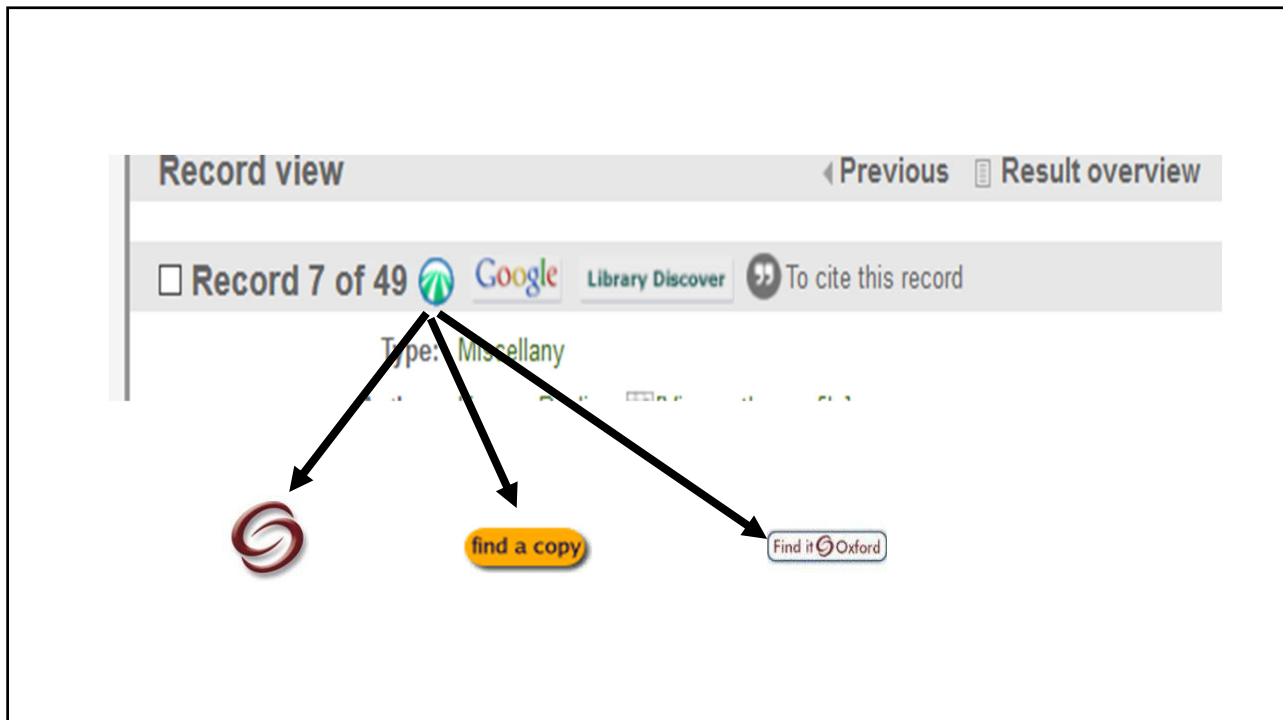 Record view ◂ Previous Result overview
Record 7 of 49 Google Library Discover To cite this record
Type: Miscellany
find a copy Find it Oxford